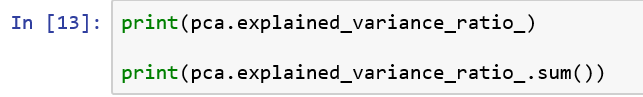 In [13]: print(pca.explained_variance_ratio_)
print(pca.explained_variance_ratio_.sum())